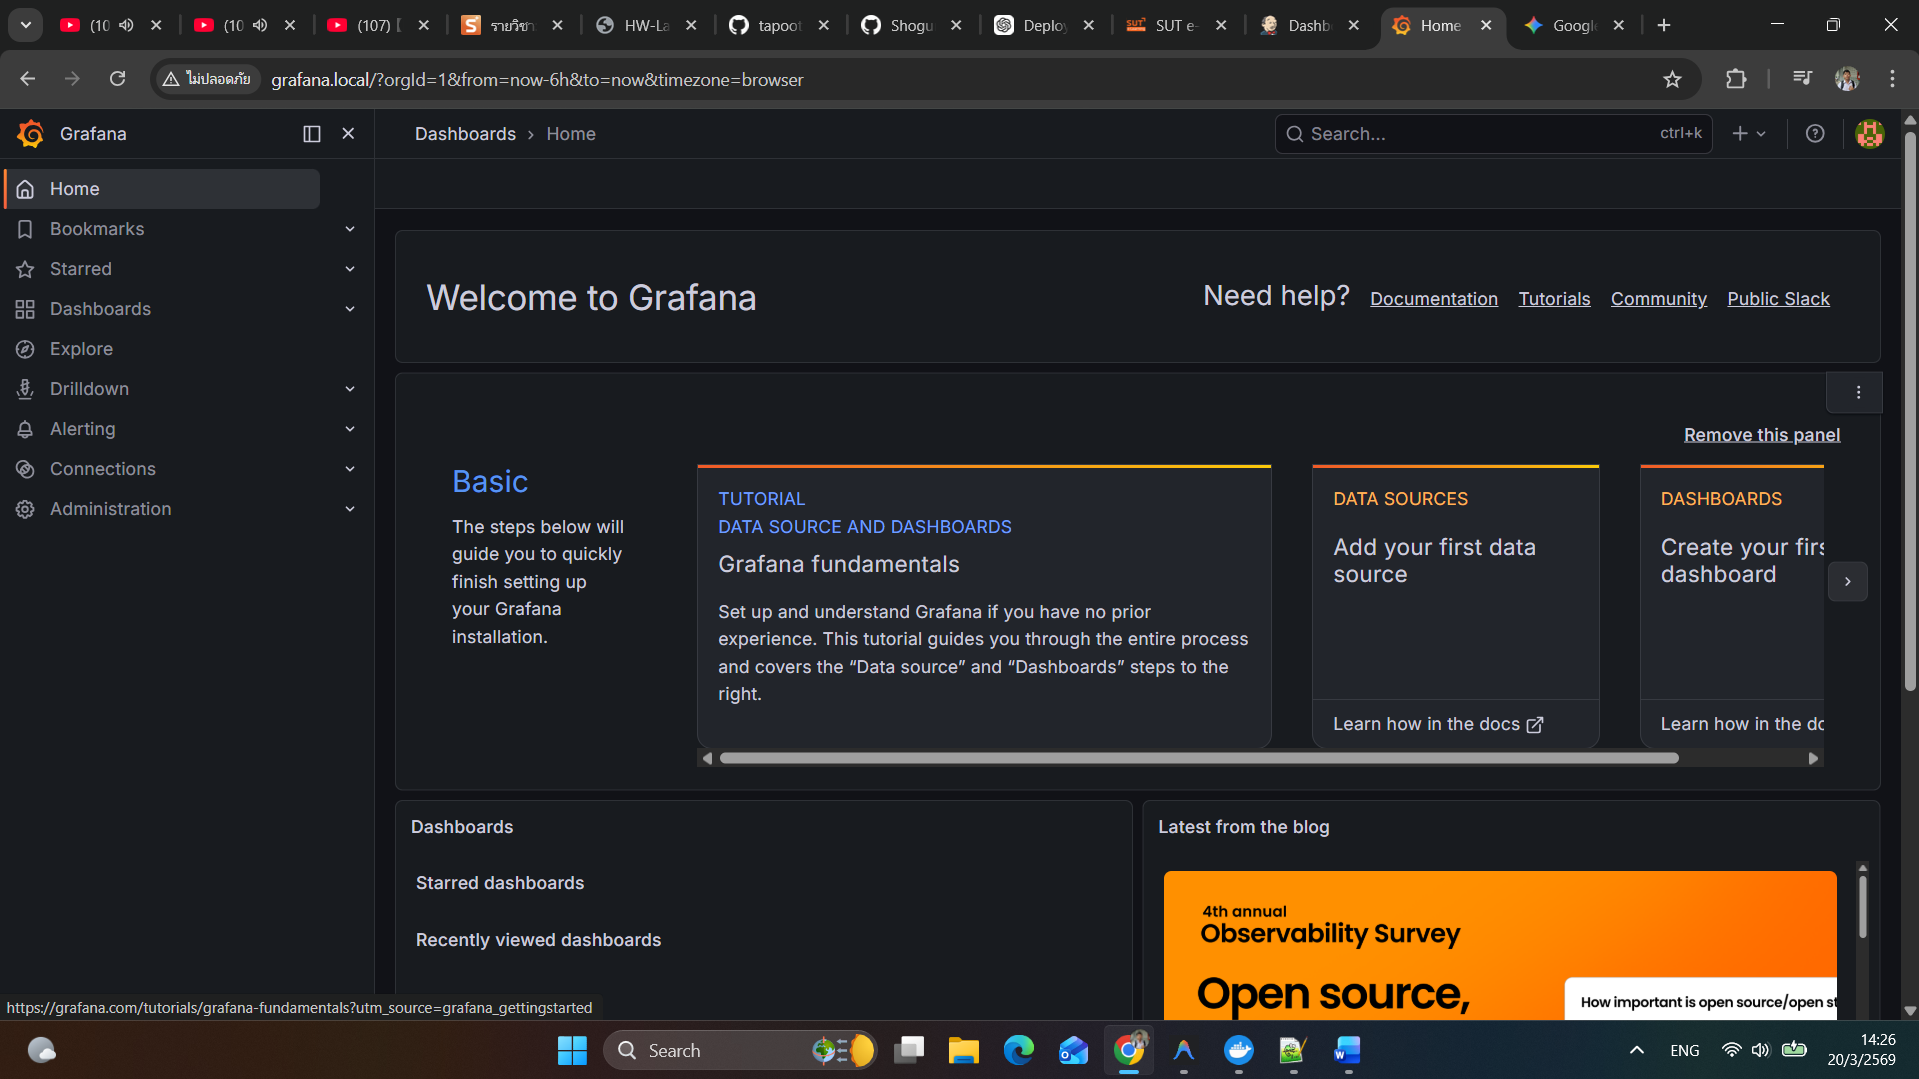 (10
(10
(107)
รายวิชา
HW-La
tapoot
Shogu
Deploy
SUT e-
Dashb
Home
Google
ไม่ปลอดภัย
grafana.local/?orgId=1&from=now-6h&to=now&timezone=browser
Grafana
Dashboards › Home
Search...
ctrl+k
Home
Bookmarks
Starred
Dashboards
Explore
Drilldown
Alerting
Connections
Administration
Welcome to Grafana
Need help?
Documentation
Tutorials
Community
Public Slack
Remove this panel
Basic
The steps below will
guide you to quickly
finish setting up
your Grafana
installation.
TUTORIAL
DATA SOURCE AND DASHBOARDS
Grafana fundamentals
Set up and understand Grafana if you have no prior
experience. This tutorial guides you through the entire process
and covers the “Data source” and “Dashboards” steps to the
right.
DATA SOURCES
Add your first data
source
Learn how in the docs
DASHBOARDS
Create your firs
dashboard
Learn how in the do
Dashboards
Starred dashboards
Recently viewed dashboards
Latest from the blog
4th annual
Observability Survey
Open source,
How important is open source/open st
https://grafana.com/tutorials/grafana-fundamentals?utm_source=grafana_gettingstarted
Search
ENG
14:26
20/3/2569